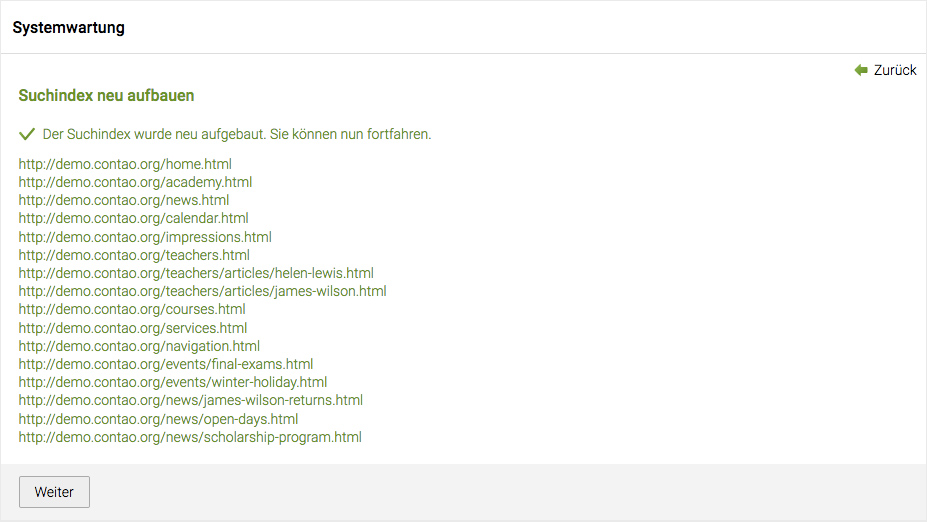 Systemwartung
Zurück
Suchindex neu aufbauen
Der Suchindex wurde neu aufgebaut. Sie können nun fortfahren.
http://demo.contao.org/home.html
http://demo.contao.org/academy.html
http://demo.contao.org/news.html
http://demo.contao.org/calendar.html
http://demo.contao.org/impressions.html
http://demo.contao.org/teachers.html
http://demo.contao.org/teachers/articles/helen-lewis.html
http://demo.contao.org/teachers/articles/james-wilson.html
http://demo.contao.org/courses.html
http://demo.contao.org/services.html
http://demo.contao.org/navigation.html
http://demo.contao.org/events/final-exams.html
http://demo.contao.org/events/winter-holiday.html
http://demo.contao.org/news/james-wilson-returns.html
http://demo.contao.org/news/open-days.html
http://demo.contao.org/news/scholarship-program.html
Weiter